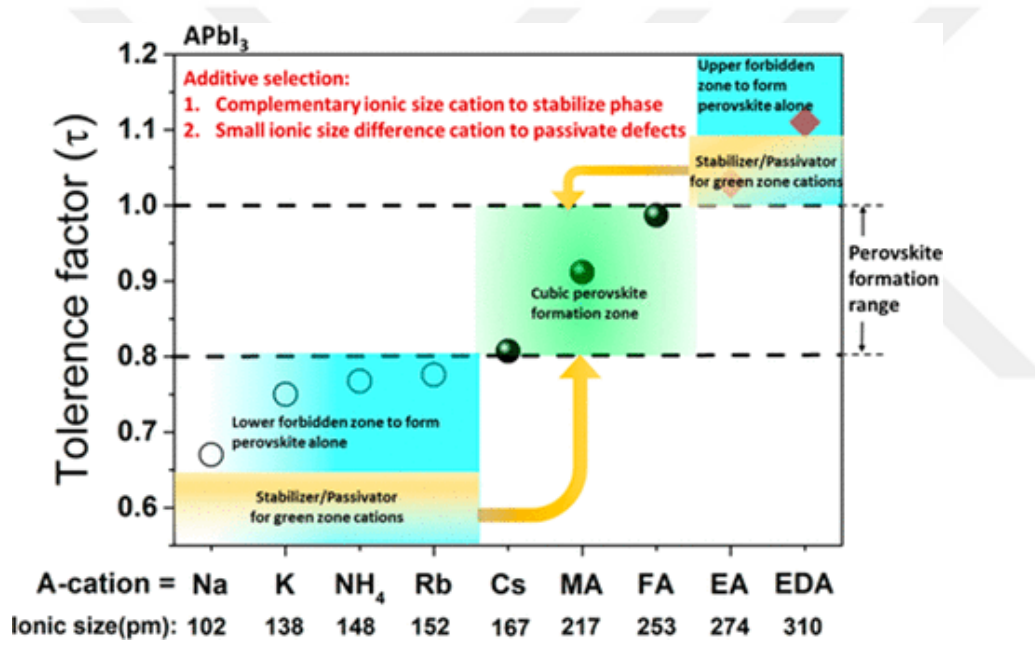 APbI3
Additive selection:
1. Complementary ionic size cation to stabilize phase
2. Small ionic size difference cation to passivate defects
Upper forbidden
zone to form
perovskite alone
Stabilizer/Passivator
for green zone cations
1.2
1.1
1.0
0.9
0.8
0.7
0.6
Tolerence factor (τ)
Perovskite
formation
range
Cubic perovskite
formation zone
Lower forbidden zone to form
perovskite alone
Stabilizer/Passivator
for green zone cations
A-cation = Na K NH4 Rb Cs MA FA EA EDA
Ionic size(pm): 102 138 148 152 167 217 253 274 310